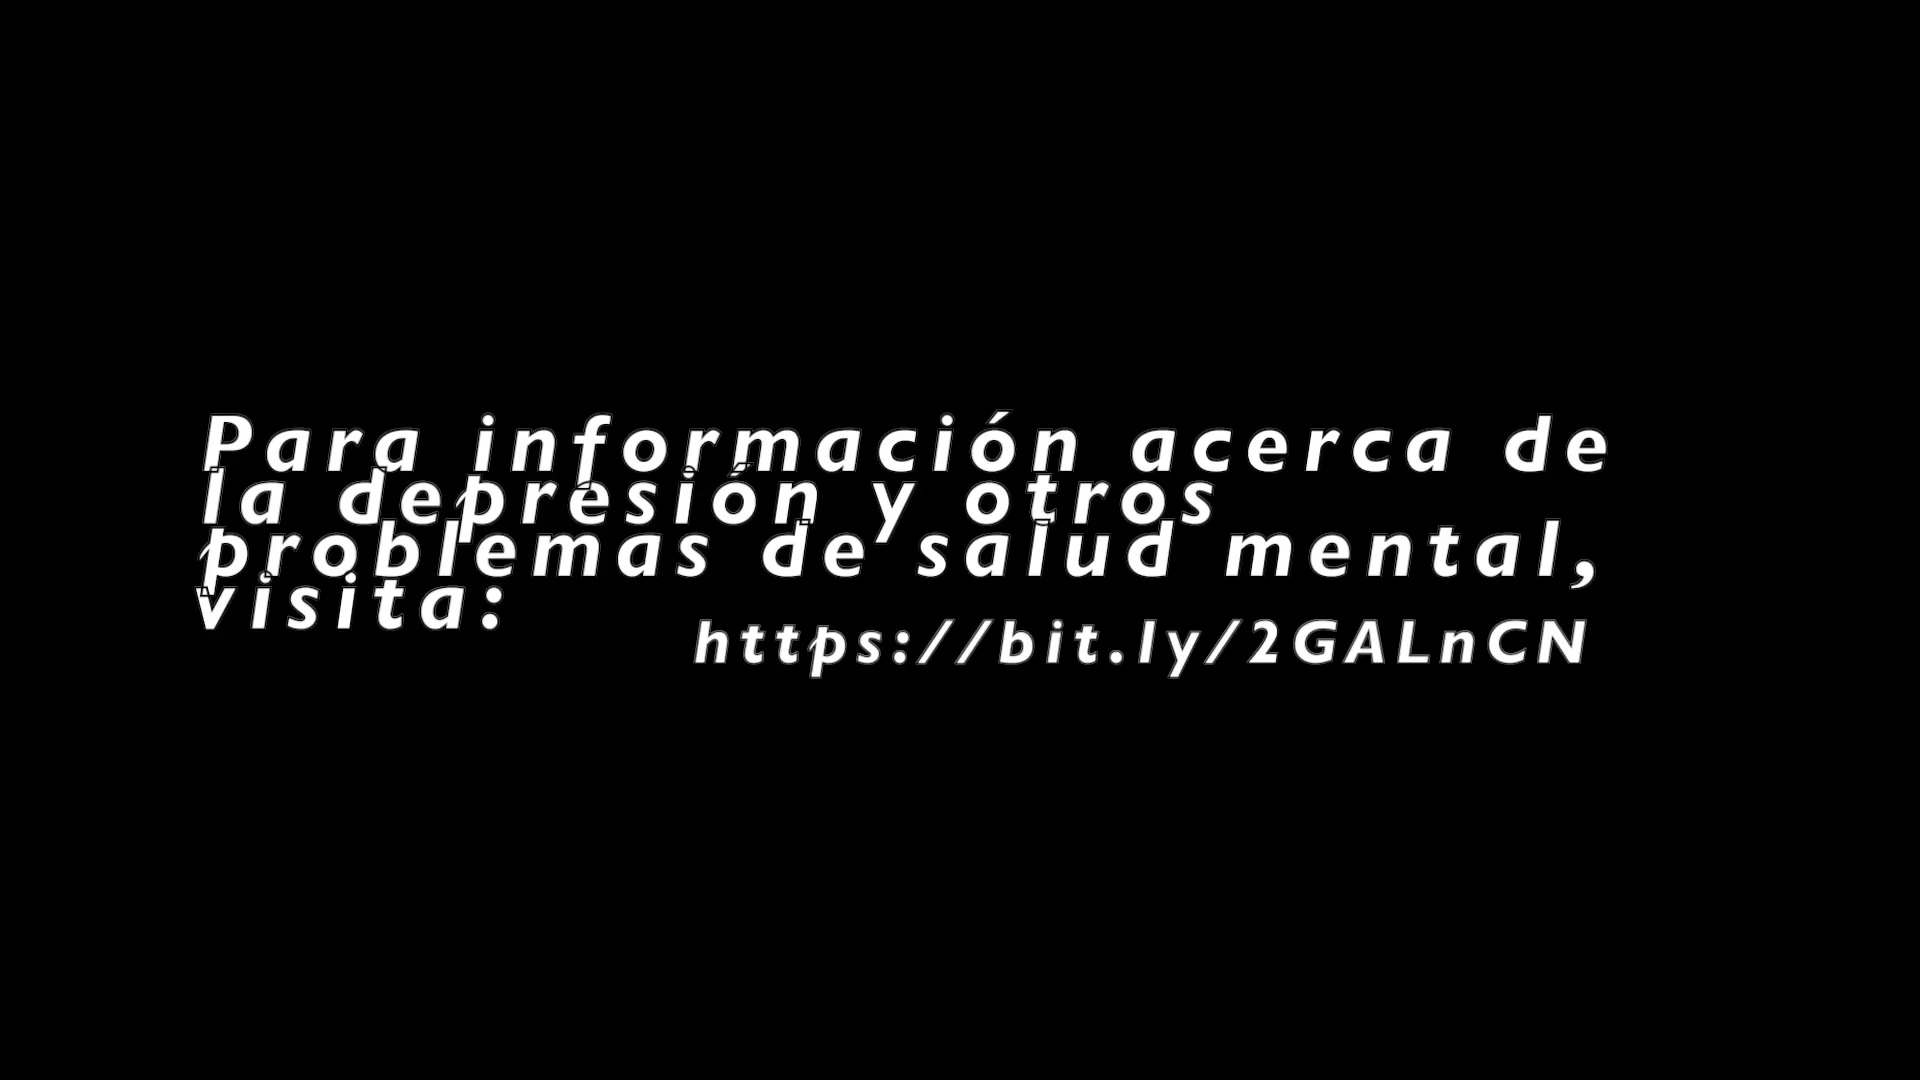 Para información acerca de
la depresión y otros
problemas de salud mental,
visita:
https://bit.ly/2GALnCN